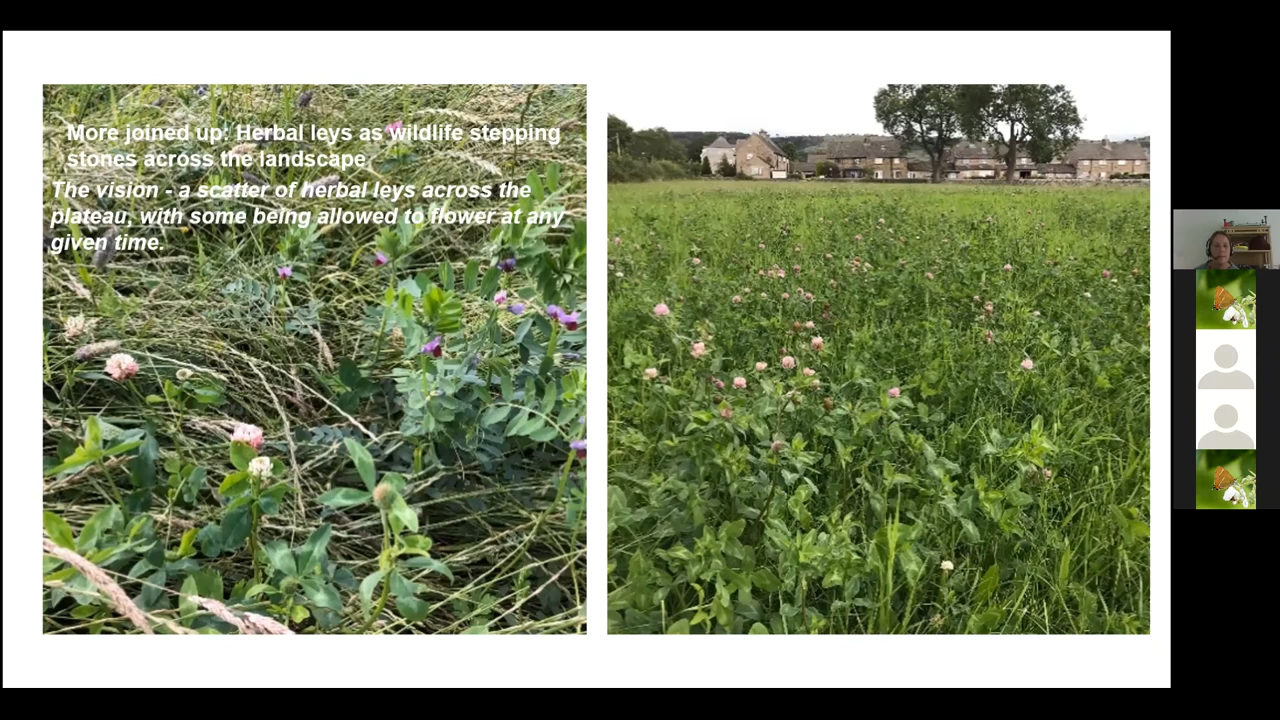 More joined up: Herbal leys as wildlife stepping
stones across the landscape
The vision - a scatter of herbal leys across the
plateau, with some being allowed to flower at any
given time.